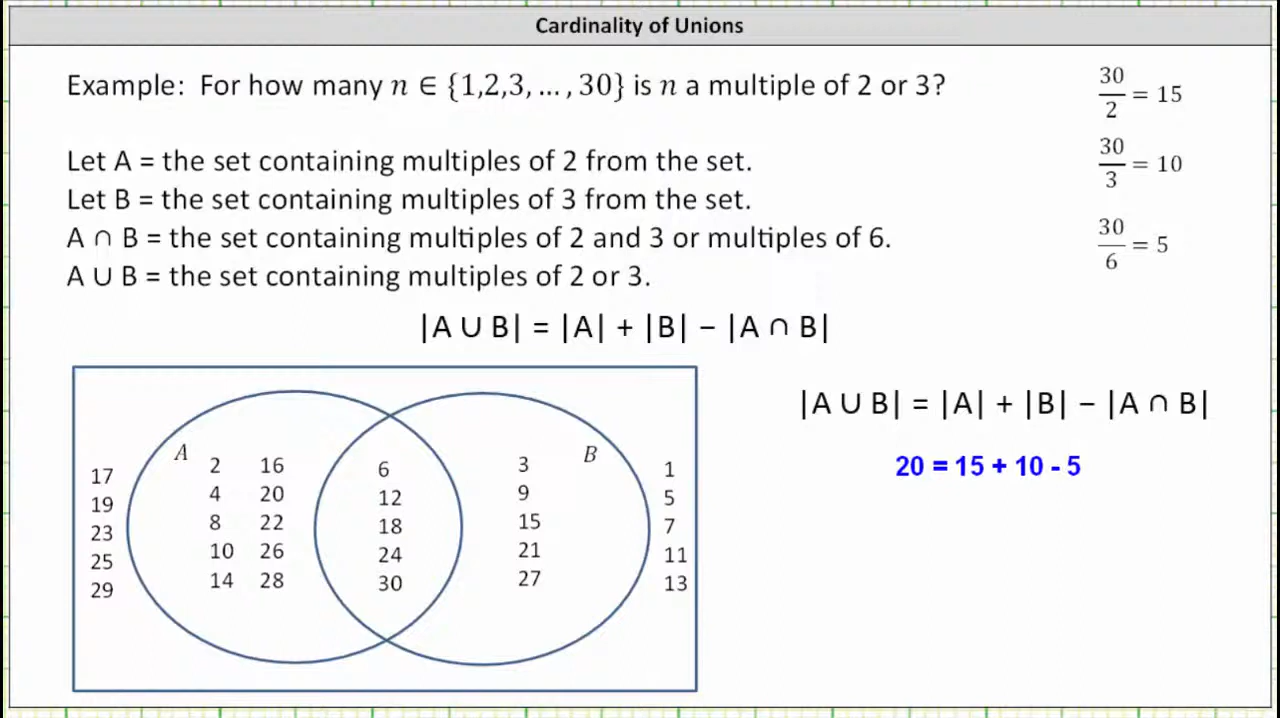 Cardinality of Unions
Example: For how many n ∈ {1,2,3, … , 30} is n a multiple of 2 or 3?
30/2 = 15
Let A = the set containing multiples of 2 from the set.
30/3 = 10
Let B = the set containing multiples of 3 from the set.
A ∩ B = the set containing multiples of 2 and 3 or multiples of 6.
30/6 = 5
A ∪ B = the set containing multiples of 2 or 3.
|A ∪ B| = |A| + |B| − |A ∩ B|
|A ∪ B| = |A| + |B| − |A ∩ B|
20 = 15 + 10 - 5
A B
17 2 16 6 3 1
19 4 20 12 9 5
23 8 22 18 15 7
25 10 26 24 21 11
29 14 28 30 27 13